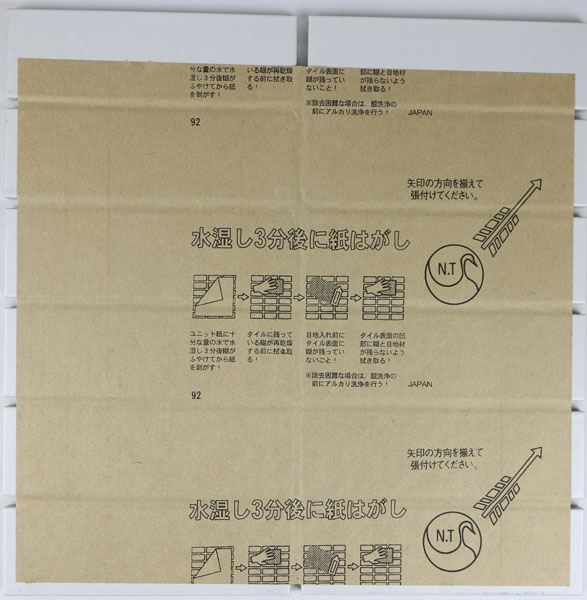 分な量の水で水
湿し3分後糊が
ふやけてから紙
を剥がす!
いる糊が再乾燥
する前に拭き取
る!
タイル表面に
糊が残ってい
ないこと!
部に糊と目地材
が残らないよう
拭き取る!
※除去困難な場合は、酸洗浄の
前にアルカリ洗浄を行う!
JAPAN
92
矢印の方向を揃えて
張付けてください。
N.T
水湿し3分後に紙はがし
ユニット紙に十
分な量の水で水
湿し3分後糊が
ふやけてから紙
を剥がす!
タイルに残って
いる糊が再乾燥
する前に拭き取
る!
目地入れ前に
タイル表面に
糊が残ってい
ないこと!
タイル表面の凹
部に糊と目地材
が残らないよう
拭き取る!
※除去困難な場合は、酸洗浄の
前にアルカリ洗浄を行う!
JAPAN
92
矢印の方向を揃えて
張付けてください。
N.T
水湿し3分後に紙はがし